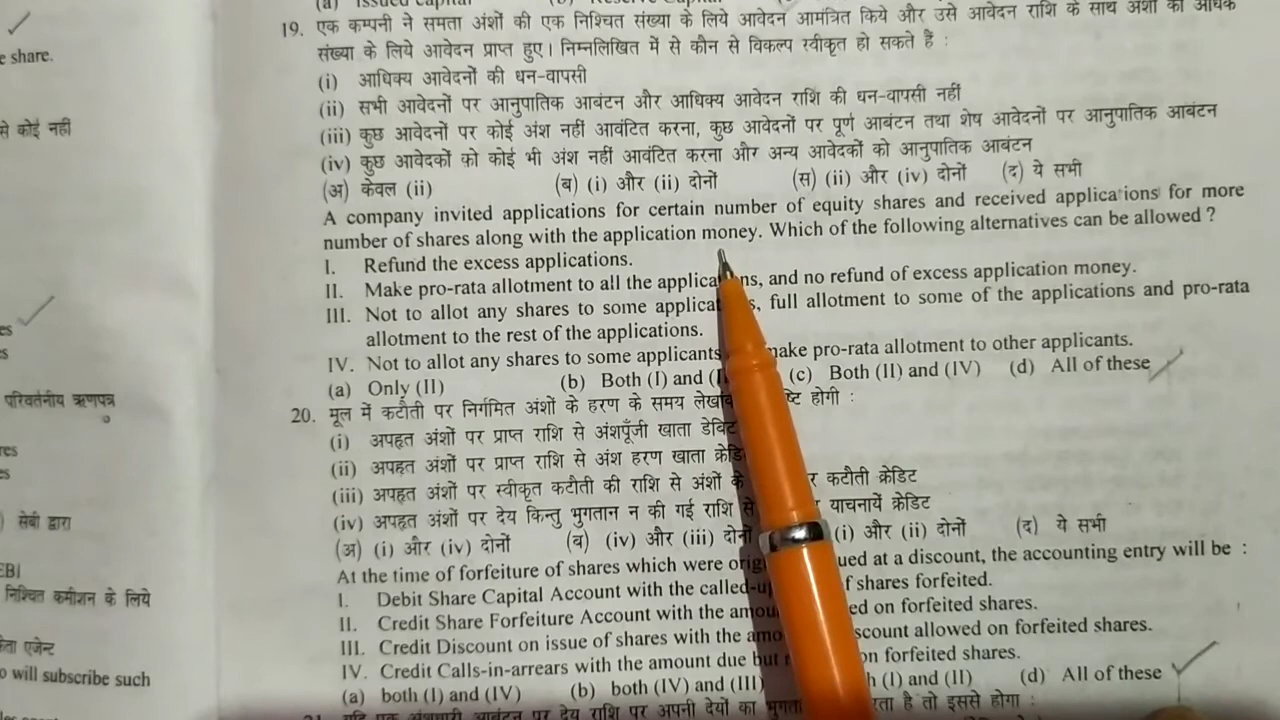 (a) Issued capital
19. एक कम्पनी ने समता अंशों की एक निश्चित संख्या के लिये आवेदन आमंत्रित किये और उसे आवेदन राशि के साथ अंशों की अधिक
संख्या के लिये आवेदन प्राप्त हुए। निम्नलिखित में से कौन से विकल्प स्वीकृत हो सकते हैं :
(i) आधिक्य आवेदनों की धन-वापसी
(ii) सभी आवेदनों पर आनुपातिक आबंटन और आधिक्य आवेदन राशि की धन-वापसी नहीं
(iii) कुछ आवेदनों पर कोई अंश नहीं आवंटित करना, कुछ आवेदनों पर पूर्ण आबंटन तथा शेष आवेदनों पर आनुपातिक आबंटन
(iv) कुछ आवेदकों को कोई भी अंश नहीं आवंटित करना और अन्य आवेदकों को आनुपातिक आबंटन
(अ) केवल (ii) (ब) (i) और (ii) दोनों (स) (ii) और (iv) दोनों (द) ये सभी
A company invited applications for certain number of equity shares and received applications for more
number of shares along with the application money. Which of the following alternatives can be allowed ?
I. Refund the excess applications.
II. Make pro-rata allotment to all the applica ns, and no refund of excess application money.
III. Not to allot any shares to some applicat s, full allotment to some of the applications and pro-rata
allotment to the rest of the applications.
IV. Not to allot any shares to some applicants make pro-rata allotment to other applicants.
(a) Only (II) (b) Both (I) and (c) Both (II) and (IV) (d) All of these
20. मूल में कटौती पर निर्गमित अंशों के हरण के समय होगी :
(i) अपहृत अंशों पर प्राप्त राशि से अंशपूँजी खाता डेबिट
(ii) अपहृत अंशों पर प्राप्त राशि से अंश हरण खाता
(iii) अपहृत अंशों पर स्वीकृत कटौती की राशि से अंशों के र कटौती क्रेडिट
(iv) अपहृत अंशों पर देय किन्तु भुगतान न की गई राशि से याचनायें क्रेडिट
(अ) (i) और (iv) दोनों (ब) (iv) और (iii) दोनों (i) और (ii) दोनों (द) ये सभी
At the time of forfeiture of shares which were orig ued at a discount, the accounting entry will be :
I. Debit Share Capital Account with the called-u f shares forfeited.
II. Credit Share Forfeiture Account with the amou ed on forfeited shares.
III. Credit Discount on issue of shares with the amo scount allowed on forfeited shares.
IV. Credit Calls-in-arrears with the amount due but on forfeited shares.
(a) both (I) and (IV) (b) both (IV) and (III) h (I) and (II) (d) All of these
e share.
से कोई नहीं
es
s
परिवर्तनीय ऋणपत्र
res
es
) सेबी द्वारा
EBI
निश्चित कमीशन के लिये
o will subscribe such